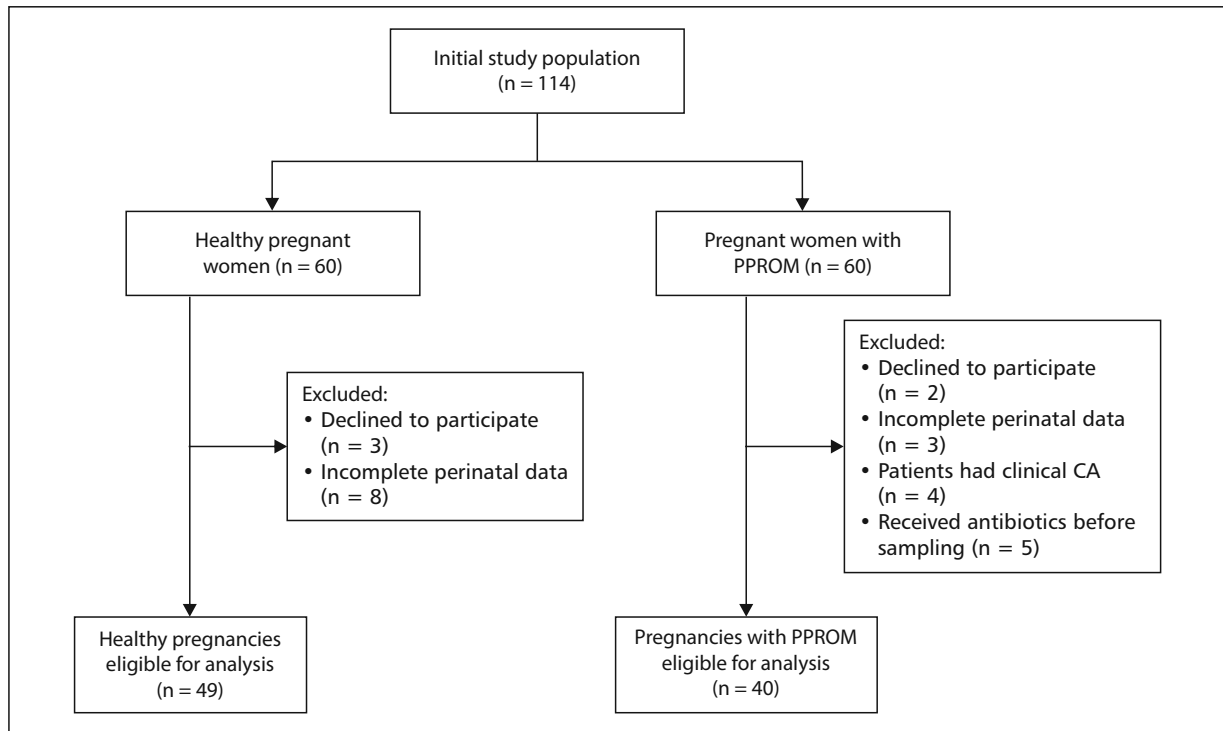 Initial study population
(n = 114)
Healthy pregnant
women (n = 60)
Pregnant women with
PPROM (n = 60)
Excluded:
• Declined to participate
(n = 3)
• Incomplete perinatal data
(n = 8)
Excluded:
• Declined to participate
(n = 2)
• Incomplete perinatal data
(n = 3)
• Patients had clinical CA
(n = 4)
• Received antibiotics before
sampling (n = 5)
Healthy pregnancies
eligible for analysis
(n = 49)
Pregnancies with PPROM
eligible for analysis
(n = 40)